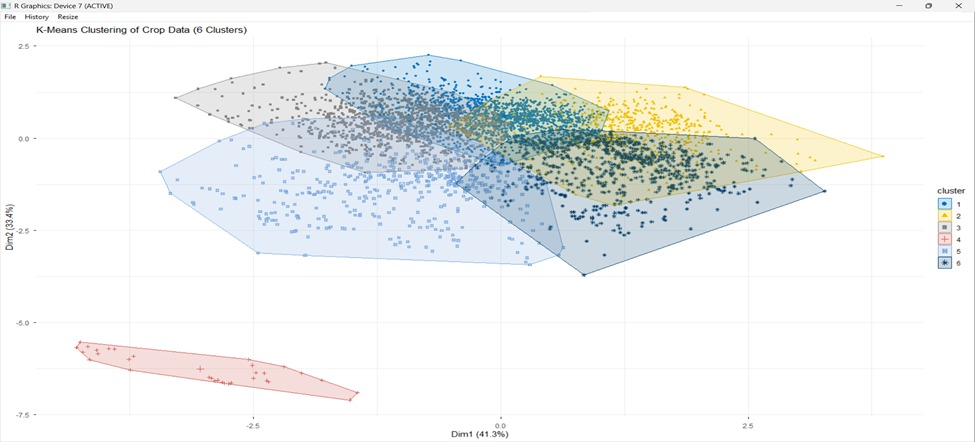 R Graphics: Device 7 (ACTIVE)
File History Resize
K-Means Clustering of Crop Data (6 Clusters)
2.5
0.0
-2.5
-5.0
-7.5
Dim2 (33.4%)
-2.5 0.0 2.5
Dim1 (41.3%)
cluster
1
2
3
4
5
6